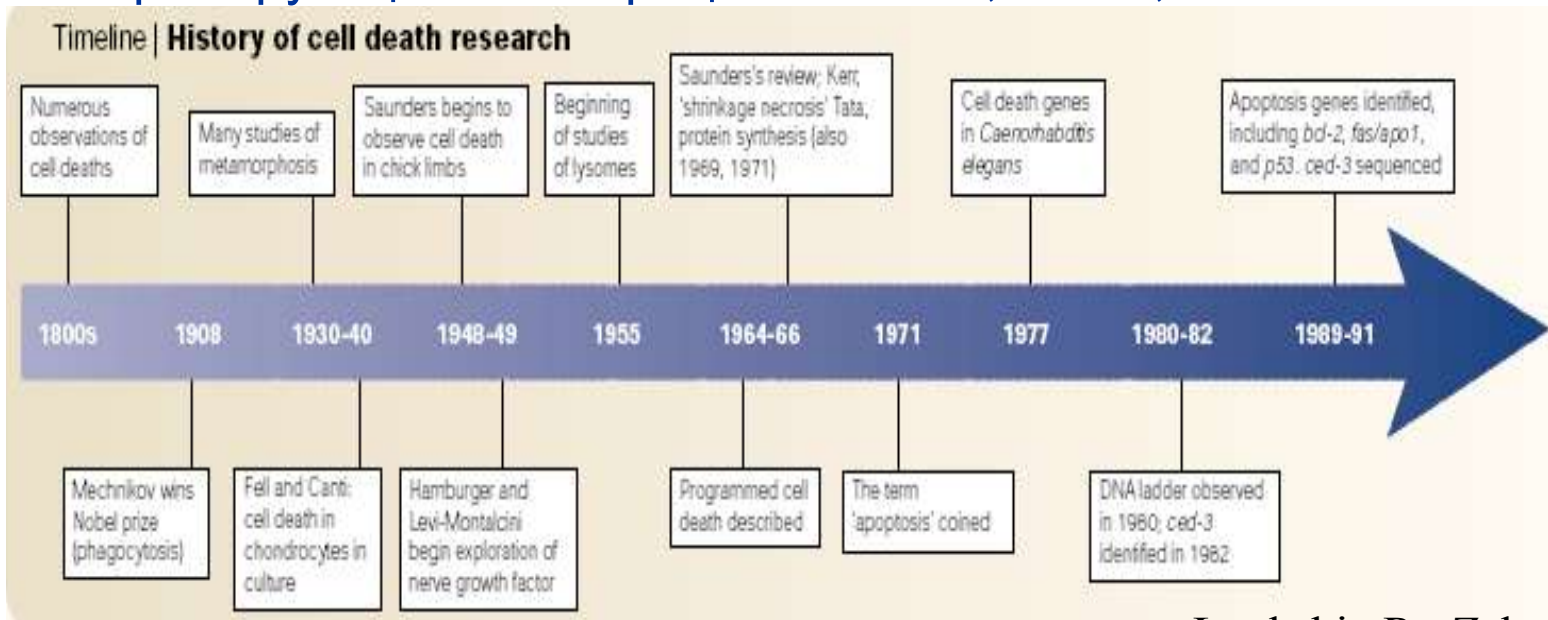 Timeline | History of cell death research
Numerous
observations of
cell deaths
Many studies of
metamorphosis
Saunders begins to
observe cell death
in chick limbs
Beginning
of studies
of lysomes
Saunders's review; Kerr,
'shrinkage necrosis' Tata,
protein synthesis (also
1969, 1971)
Cell death genes
in Caenorhabditis
elegans
Apoptosis genes identified,
including bcl-2, fas/apo1,
and p53. ced-3 sequenced
1800s 1908 1930-40 1948-49 1955 1964-66 1971 1977 1980-82 1989-91
Mechnikov wins
Nobel prize
(phagocytosis)
Fell and Canti:
cell death in
chondrocytes in
culture
Hamburger and
Levi-Montalcini
begin exploration of
nerve growth factor
Programmed cell
death described
The term
'apoptosis' coined
DNA ladder observed
in 1980; ced-3
identified in 1982